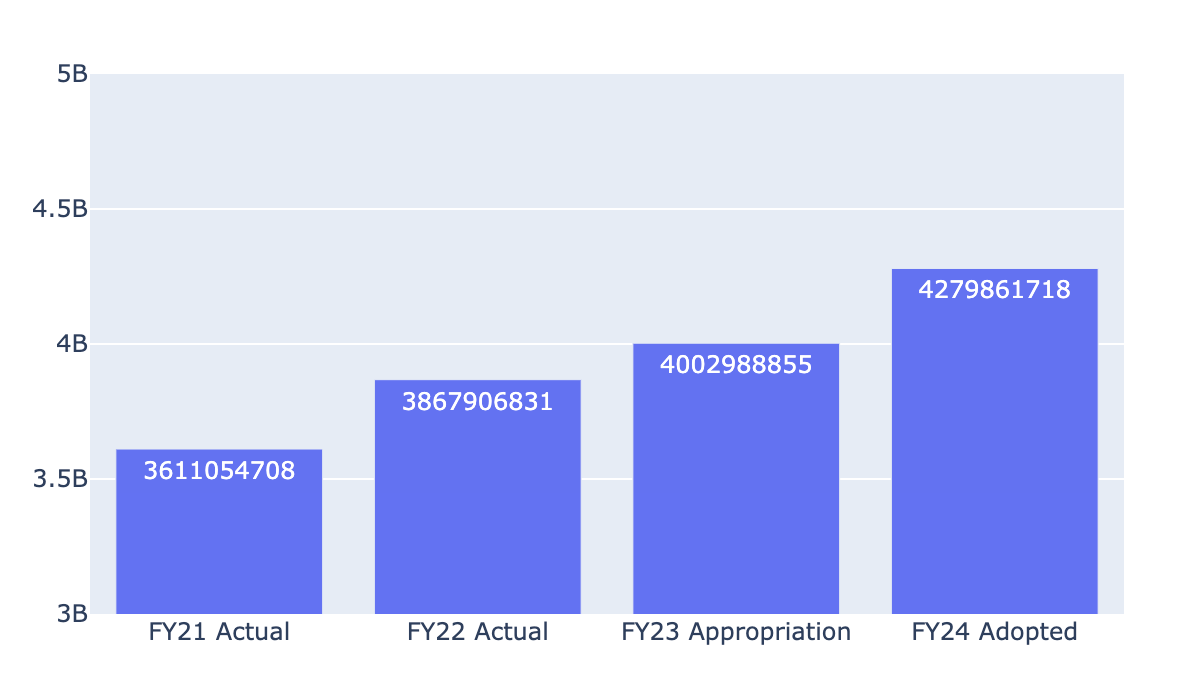 5B
4.5B
4B
3.5B
3B
3611054708
3867906831
4002988855
4279861718
FY21 Actual
FY22 Actual
FY23 Appropriation
FY24 Adopted